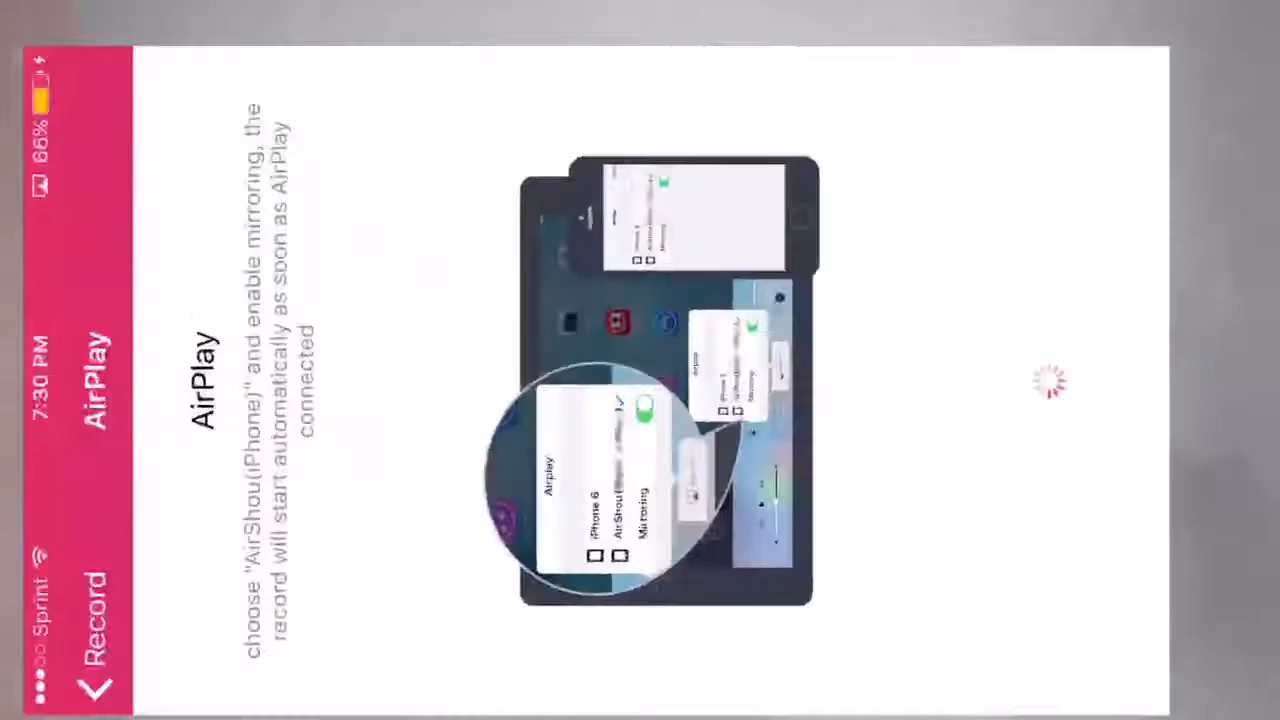 ●●●○○ Sprint 7:30 PM 66%
Record
AirPlay
AirPlay
choose "AirShou(iPhone)" and enable mirroring, the
record will start automatically as soon as AirPlay
connected
Airplay
iPhone 6
AirShou(
Mirroring